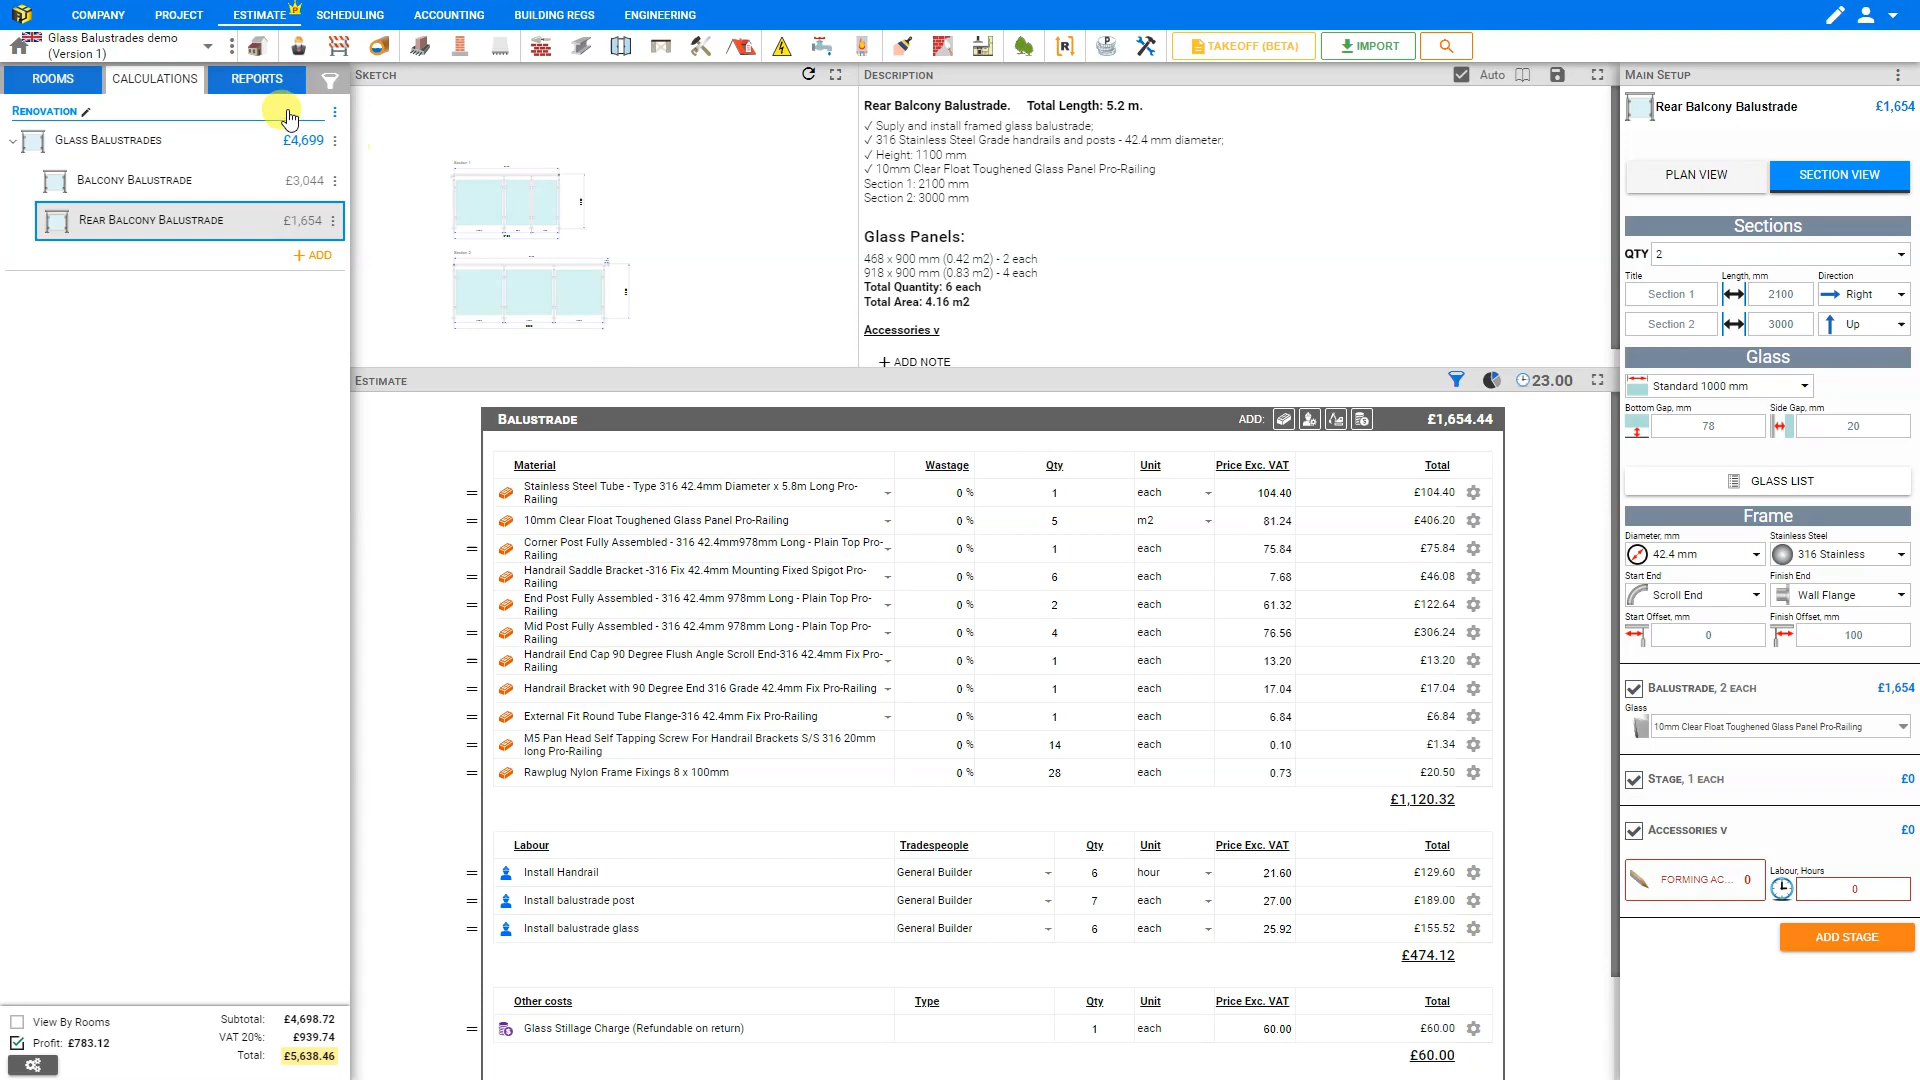 COMPANY PROJECT ESTIMATE SCHEDULING ACCOUNTING BUILDING REGS ENGINEERING
Glass Balustrades demo
(Version 1)
TAKEOFF (BETA) IMPORT
ROOMS CALCULATIONS REPORTS
RENOVATION
GLASS BALUSTRADES £4,699
BALCONY BALUSTRADE £3,044
REAR BALCONY BALUSTRADE £1,654
+ ADD
View By Rooms
Profit: £783.12
Subtotal: £4,698.72
VAT 20%: £939.74
Total: £5,638.46
SKETCH
Section 1
DESCRIPTION Auto
Rear Balcony Balustrade. Total Length: 5.2 m.
✓ Suply and install framed glass balustrade;
✓ 316 Stainless Steel Grade handrails and posts - 42.4 mm diameter;
✓ Height: 1100 mm
✓ 10mm Clear Float Toughened Glass Panel Pro-Railing
Section 1: 2100 mm
Section 2: 3000 mm
Glass Panels:
468 x 900 mm (0.42 m2) - 2 each
918 x 900 mm (0.83 m2) - 4 each
Total Quantity: 6 each
Total Area: 4.16 m2
Accessories v
+ ADD NOTE
ESTIMATE 23.00
BALUSTRADE ADD: £1,654.44
Material Wastage Qty Unit Price Exc. VAT Total
Stainless Steel Tube - Type 316 42.4mm Diameter x 5.8m Long Pro-
Railing 0 % 1 each 104.40 £104.40
10mm Clear Float Toughened Glass Panel Pro-Railing 0 % 5 m2 81.24 £406.20
Corner Post Fully Assembled - 316 42.4mm978mm Long - Plain Top Pro-
Railing 0 % 1 each 75.84 £75.84
Handrail Saddle Bracket -316 Fix 42.4mm Mounting Fixed Spigot Pro-
Railing 0 % 6 each 7.68 £46.08
End Post Fully Assembled - 316 42.4mm 978mm Long - Plain Top Pro-
Railing 0 % 2 each 61.32 £122.64
Mid Post Fully Assembled - 316 42.4mm 978mm Long - Plain Top Pro-
Railing 0 % 4 each 76.56 £306.24
Handrail End Cap 90 Degree Flush Angle Scroll End-316 42.4mm Fix Pro-
Railing 0 % 1 each 13.20 £13.20
Handrail Bracket with 90 Degree End 316 Grade 42.4mm Fix Pro-Railing 0 % 1 each 17.04 £17.04
External Fit Round Tube Flange-316 42.4mm Fix Pro-Railing 0 % 1 each 6.84 £6.84
M5 Pan Head Self Tapping Screw For Handrail Brackets S/S 316 20mm
long Pro-Railing 0 % 14 each 0.10 £1.34
Rawplug Nylon Frame Fixings 8 x 100mm 0 % 28 each 0.73 £20.50
£1,120.32
Labour Tradespeople Qty Unit Price Exc. VAT Total
Install Handrail General Builder 6 hour 21.60 £129.60
Install balustrade post General Builder 7 each 27.00 £189.00
Install balustrade glass General Builder 6 each 25.92 £155.52
£474.12
Other costs Type Qty Unit Price Exc. VAT Total
Glass Stillage Charge (Refundable on return) 1 each 60.00 £60.00
£60.00
MAIN SETUP
Rear Balcony Balustrade £1,654
PLAN VIEW SECTION VIEW
Sections
QTY 2
Title Length, mm Direction
Section 1 2100 Right
Section 2 3000 Up
Glass
Standard 1000 mm
Bottom Gap, mm Side Gap, mm
78 20
GLASS LIST
Frame
Diameter, mm Stainless Steel
42.4 mm 316 Stainless
Start End Finish End
Scroll End Wall Flange
Start Offset, mm Finish Offset, mm
0 100
BALUSTRADE, 2 EACH £1,654
Glass
10mm Clear Float Toughened Glass Panel Pro-Railing
STAGE, 1 EACH £0
ACCESSORIES V £0
FORMING AC... 0
Labour, Hours
0
ADD STAGE